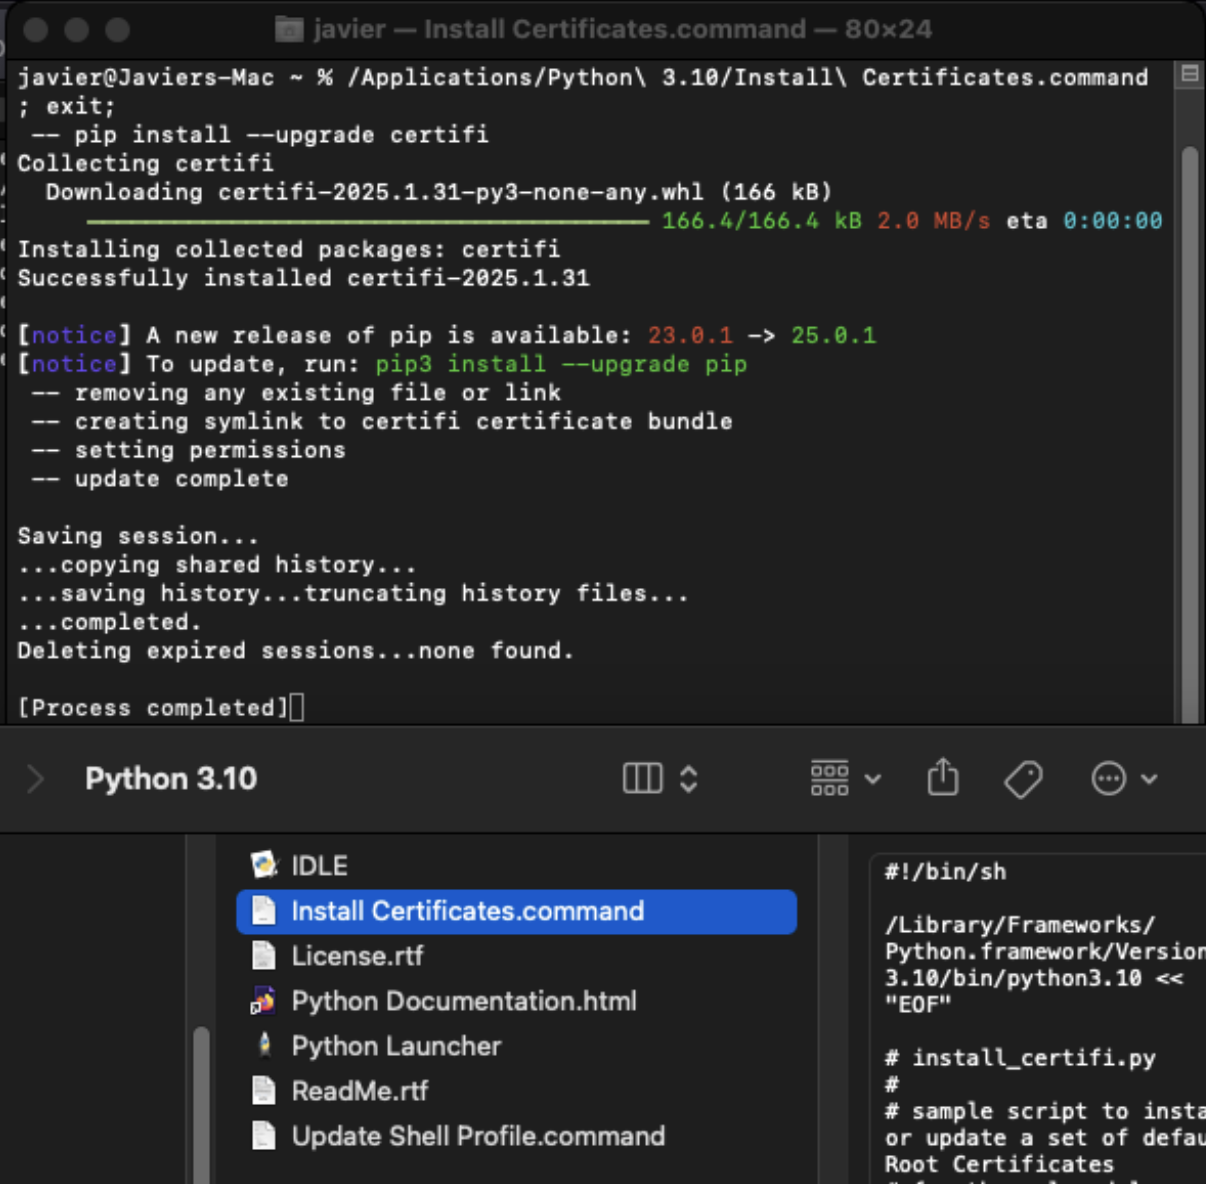 javier — Install Certificates.command — 80×24
javier@Javiers-Mac ~ % /Applications/Python\ 3.10/Install\ Certificates.command
; exit;
 -- pip install --upgrade certifi
Collecting certifi
  Downloading certifi-2025.1.31-py3-none-any.whl (166 kB)
166.4/166.4 kB 2.0 MB/s eta 0:00:00
Installing collected packages: certifi
Successfully installed certifi-2025.1.31
[notice] A new release of pip is available: 23.0.1 -> 25.0.1
[notice] To update, run: pip3 install --upgrade pip
 -- removing any existing file or link
 -- creating symlink to certifi certificate bundle
 -- setting permissions
 -- update complete
Saving session...
...copying shared history...
...saving history...truncating history files...
...completed.
Deleting expired sessions...none found.
[Process completed]
Python 3.10
IDLE
Install Certificates.command
License.rtf
Python Documentation.html
Python Launcher
ReadMe.rtf
Update Shell Profile.command
#!/bin/sh
/Library/Frameworks/
Python.framework/Version
3.10/bin/python3.10 <<
"EOF"
# install_certifi.py
#
# sample script to insta
or update a set of defau
Root Certificates